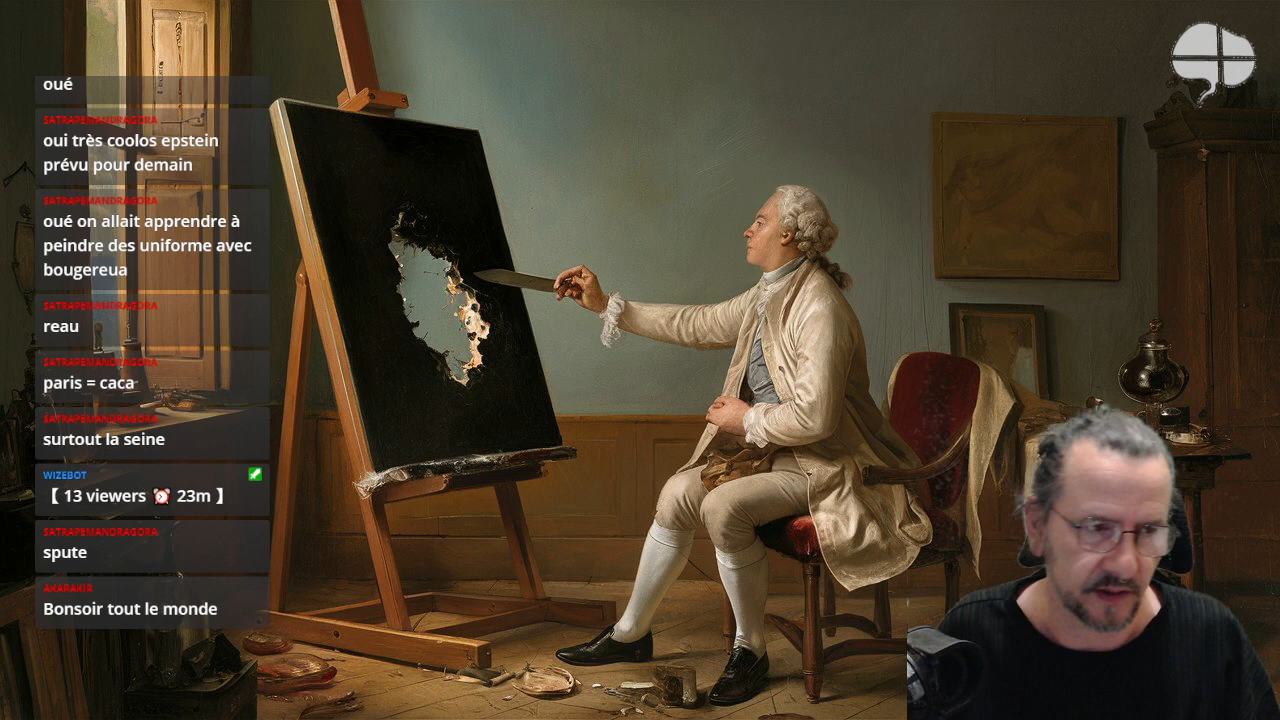 oué
SATRAPEMANDRAGORA
oui très coolos epstein
prévu pour demain
SATRAPEMANDRAGORA
oué on allait apprendre à
peindre des uniforme avec
bougereua
SATRAPEMANDRAGORA
reau
SATRAPEMANDRAGORA
paris = caca
SATRAPEMANDRAGORA
surtout la seine
WIZEBOT
【 13 viewers ⏰ 23m 】
SATRAPEMANDRAGORA
spute
AKARAKIR
Bonsoir tout le monde